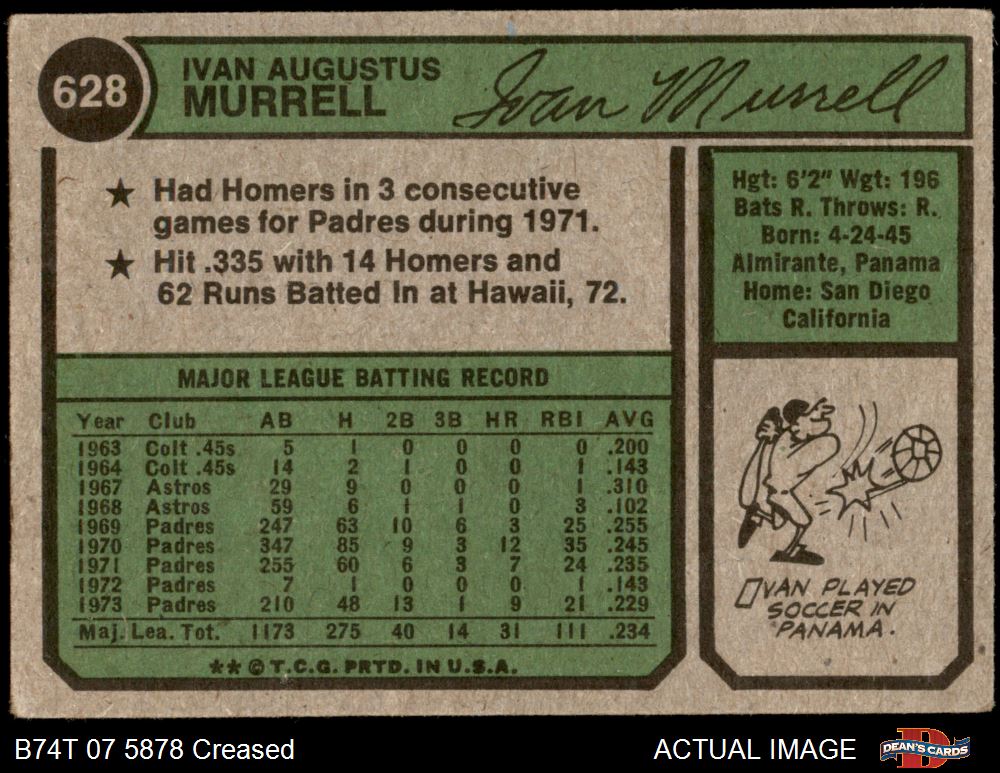 628
IVAN AUGUSTUS
MURRELL
Ivan Murrell
★ Had Homers in 3 consecutive
games for Padres during 1971.
★ Hit .335 with 14 Homers and
62 Runs Batted In at Hawaii, 72.
Hgt: 6'2" Wgt: 196
Bats R. Throws: R.
Born: 4-24-45
Almirante, Panama
Home: San Diego
California
MAJOR LEAGUE BATTING RECORD
Year Club AB H 2B 3B HR RBI AVG
1963 Colt .45s 5 1 0 0 0 0 .200
1964 Colt .45s 14 2 1 0 0 1 .143
1967 Astros 29 9 0 0 0 1 .310
1968 Astros 59 6 1 1 0 3 .102
1969 Padres 247 63 10 6 3 25 .255
1970 Padres 347 85 9 3 12 35 .245
1971 Padres 255 60 6 3 7 24 .235
1972 Padres 7 1 0 0 0 1 .143
1973 Padres 210 48 13 1 9 21 .229
Maj. Lea. Tot. 1173 275 40 14 31 111 .234
** © T.C.G. PRTD. IN U.S.A.
IVAN PLAYED
SOCCER IN
PANAMA.
B74T 07 5878 Creased
ACTUAL IMAGE
DEAN'S CARDS